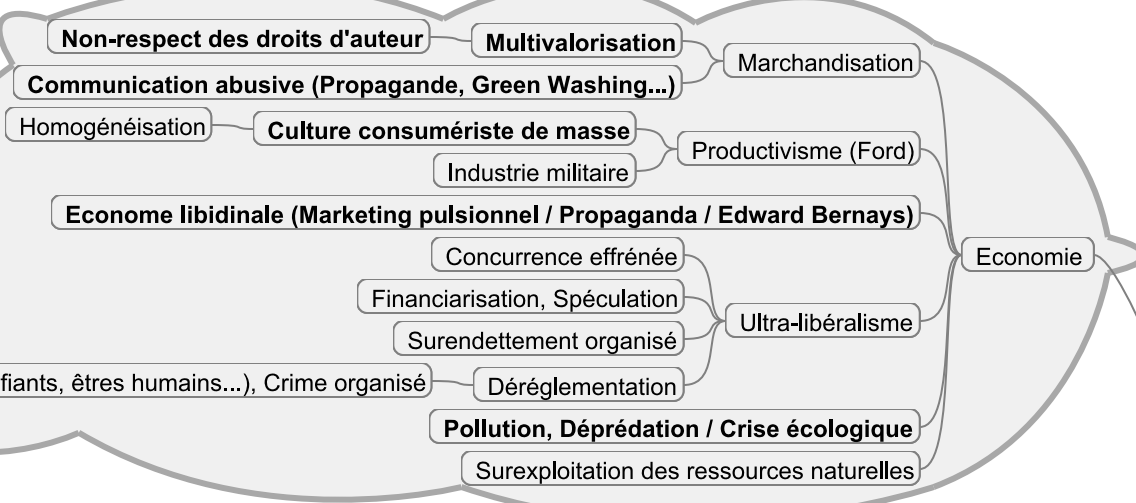 Non-respect des droits d'auteur
Multivalorisation
Marchandisation
Communication abusive (Propagande, Green Washing...)
Homogénéisation
Culture consumériste de masse
Productivisme (Ford)
Industrie militaire
Econome libidinale (Marketing pulsionnel / Propaganda / Edward Bernays)
Economie
Concurrence effrénée
Financiarisation, Spéculation
Ultra-libéralisme
Surendettement organisé
fiants, êtres humains...), Crime organisé
Déréglementation
Pollution, Déprédation / Crise écologique
Surexploitation des ressources naturelles